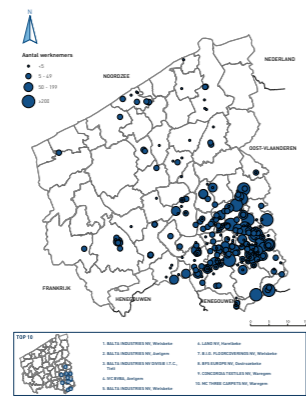 N
Aantal werknemers
<5
5 - 49
50 - 199
≥200
NOORDZEE
NEDERLAND
OOST-VLAANDEREN
FRANKRIJK
HENEGOUWEN
HENEGOUWEN
TOP 10
1. BALTA INDUSTRIES NV, Wielsbeke
2. BALTA INDUSTRIES NV, Avelgem
3. BALTA INDUSTRIES NV DIVISIE I.T.C., Tielt
4. IVC BVBA, Avelgem
5. BALTA INDUSTRIES NV, Wielsbeke
6. LANO NV, Harelbeke
7. B.I.G. FLOORCOVERINGS NV, Wielsbeke
8. BFS EUROPE NV, Oostrozebeke
9. CONCORDIA TEXTILES NV, Waregem
10. MC THREE CARPETS NV, Waregem